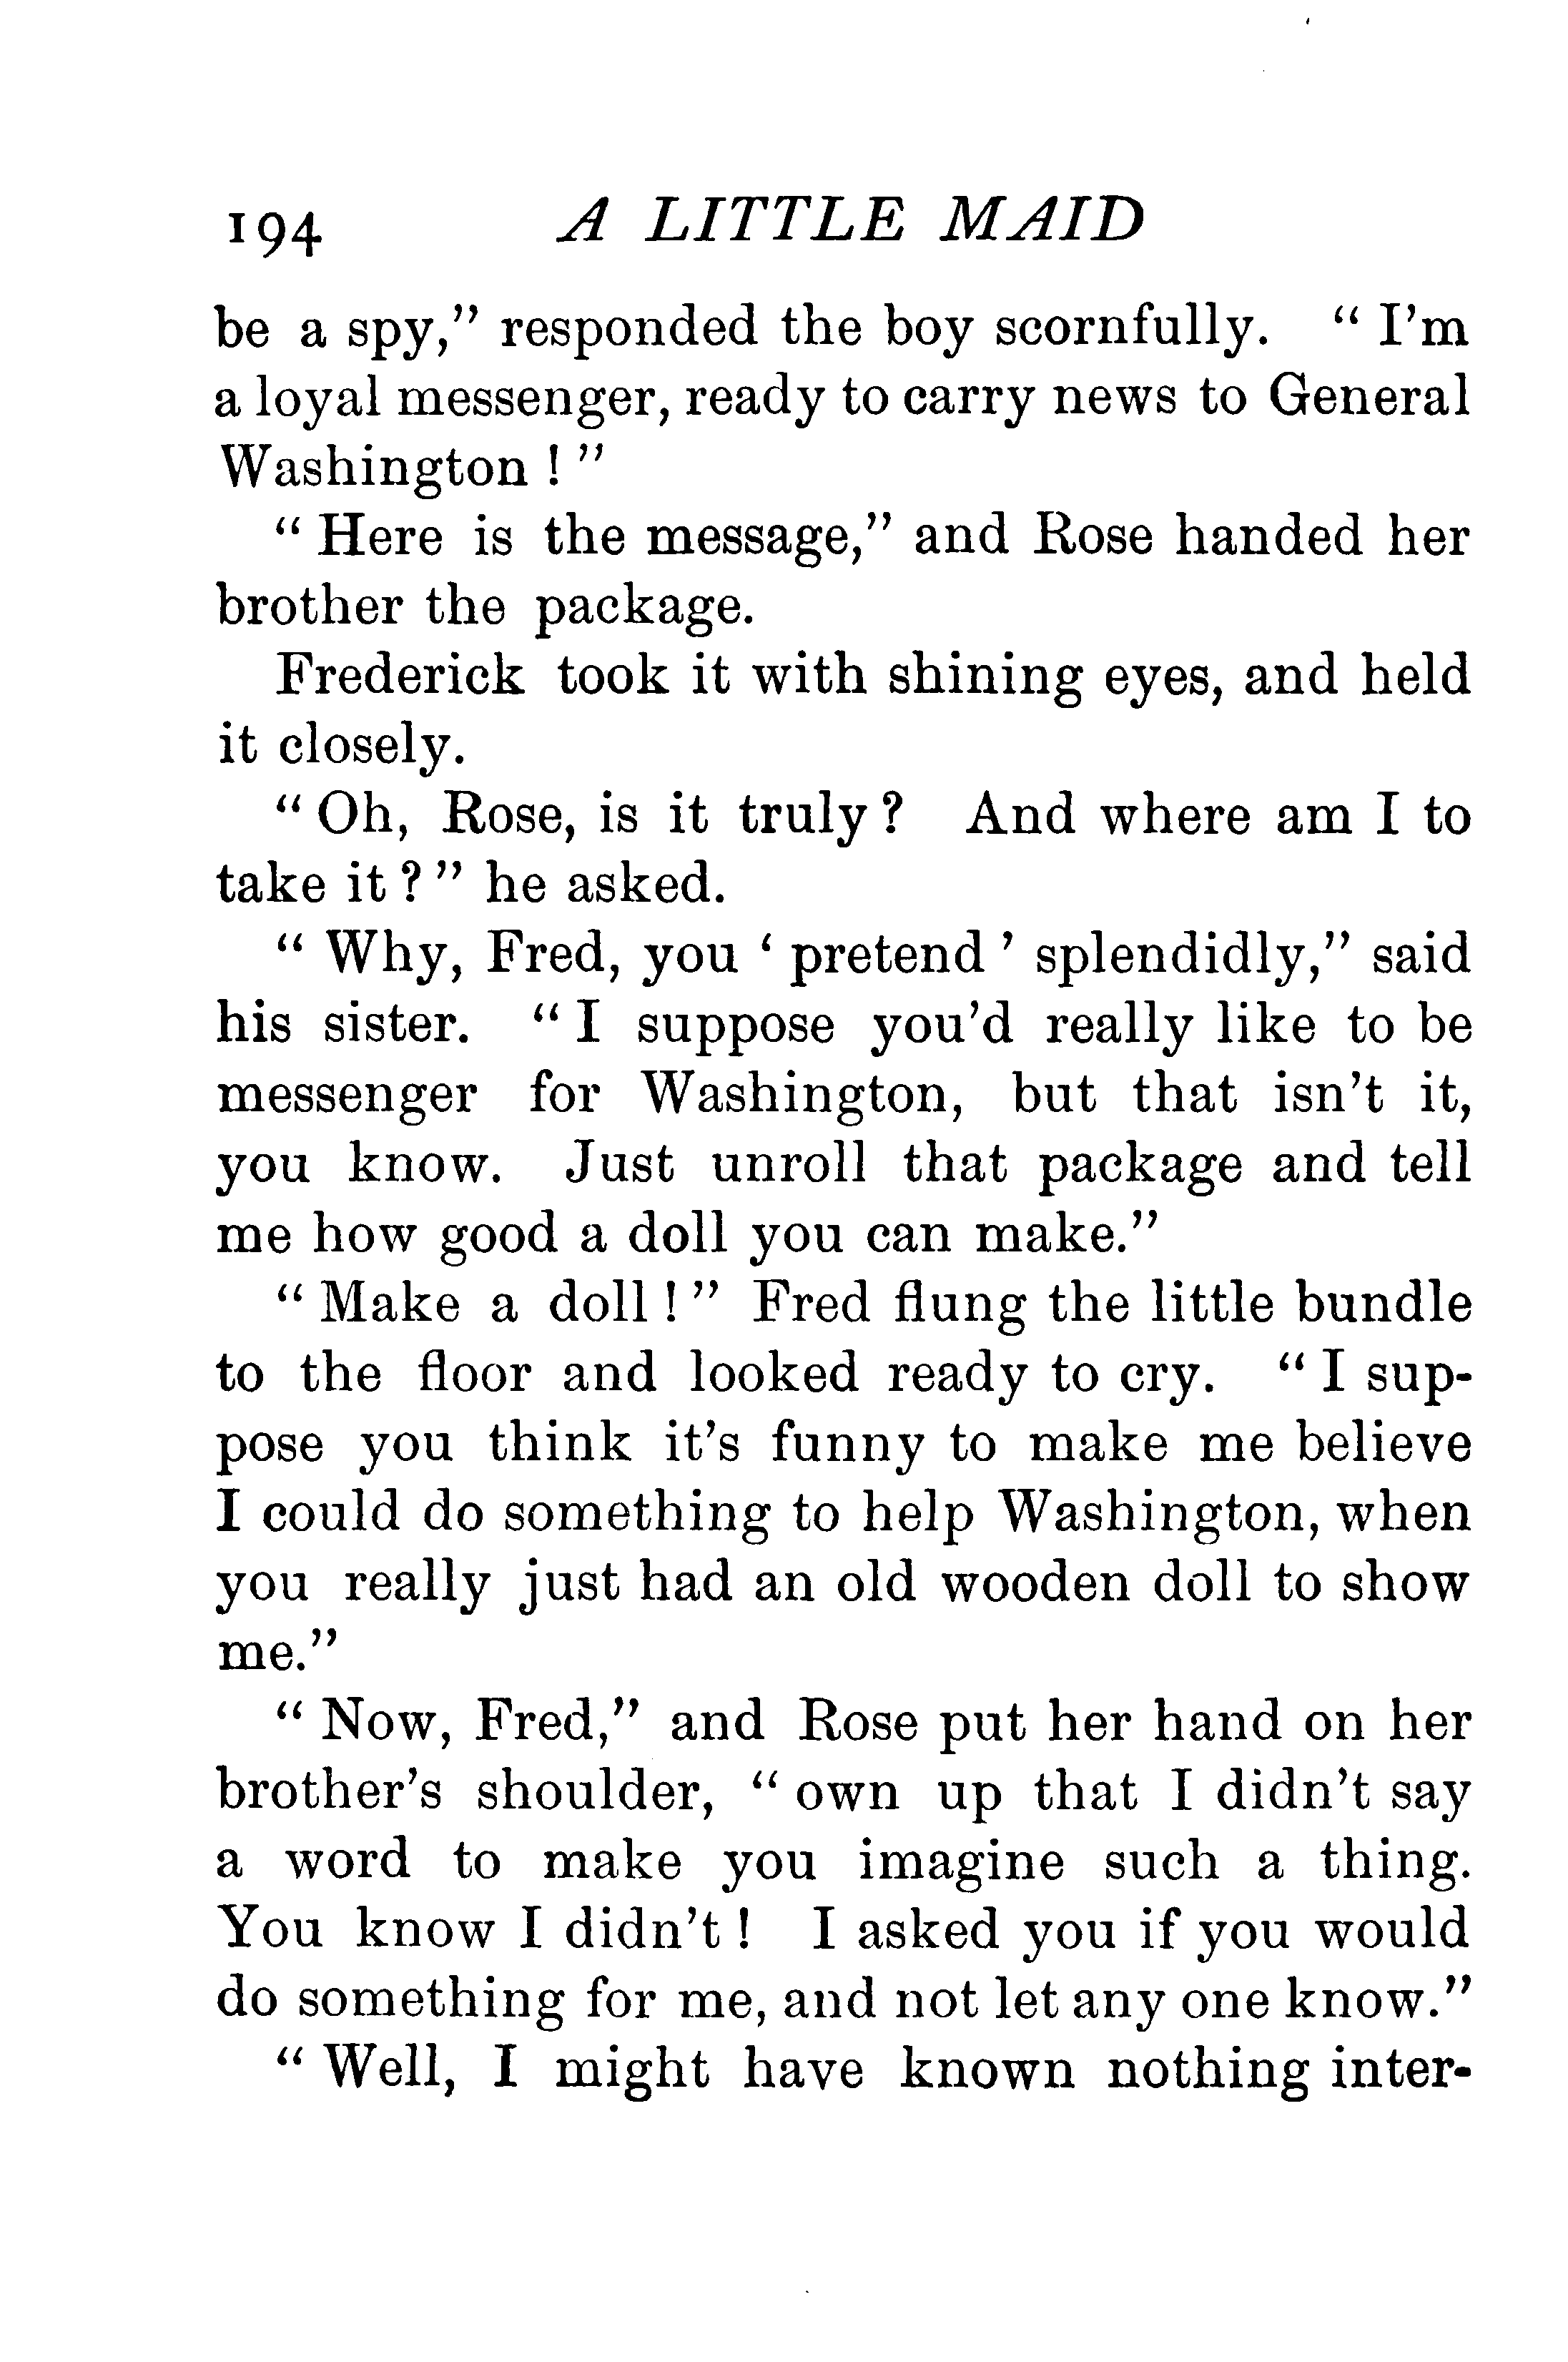 194 A LITTLE MAID
be a spy,” responded the boy scornfully. “ I’m
a loyal messenger, ready to carry news to General
Washington ! ”
“ Here is the message,” and Rose handed her
brother the package.
Frederick took it with shining eyes, and held
it closely.
“ Oh, Rose, is it truly ? And where am I to
take it ? ” he asked.
“ Why, Fred, you ‘ pretend ’ splendidly,” said
his sister. “ I suppose you’d really like to be
messenger for Washington, but that isn’t it,
you know. Just unroll that package and tell
me how good a doll you can make.”
“ Make a doll ! ” Fred flung the little bundle
to the floor and looked ready to cry. “ I sup-
pose you think it’s funny to make me believe
I could do something to help Washington, when
you really just had an old wooden doll to show
me.”
“ Now, Fred,” and Rose put her hand on her
brother’s shoulder, “ own up that I didn’t say
a word to make you imagine such a thing.
You know I didn’t ! I asked you if you would
do something for me, and not let any one know.”
“ Well, I might have known nothing inter-